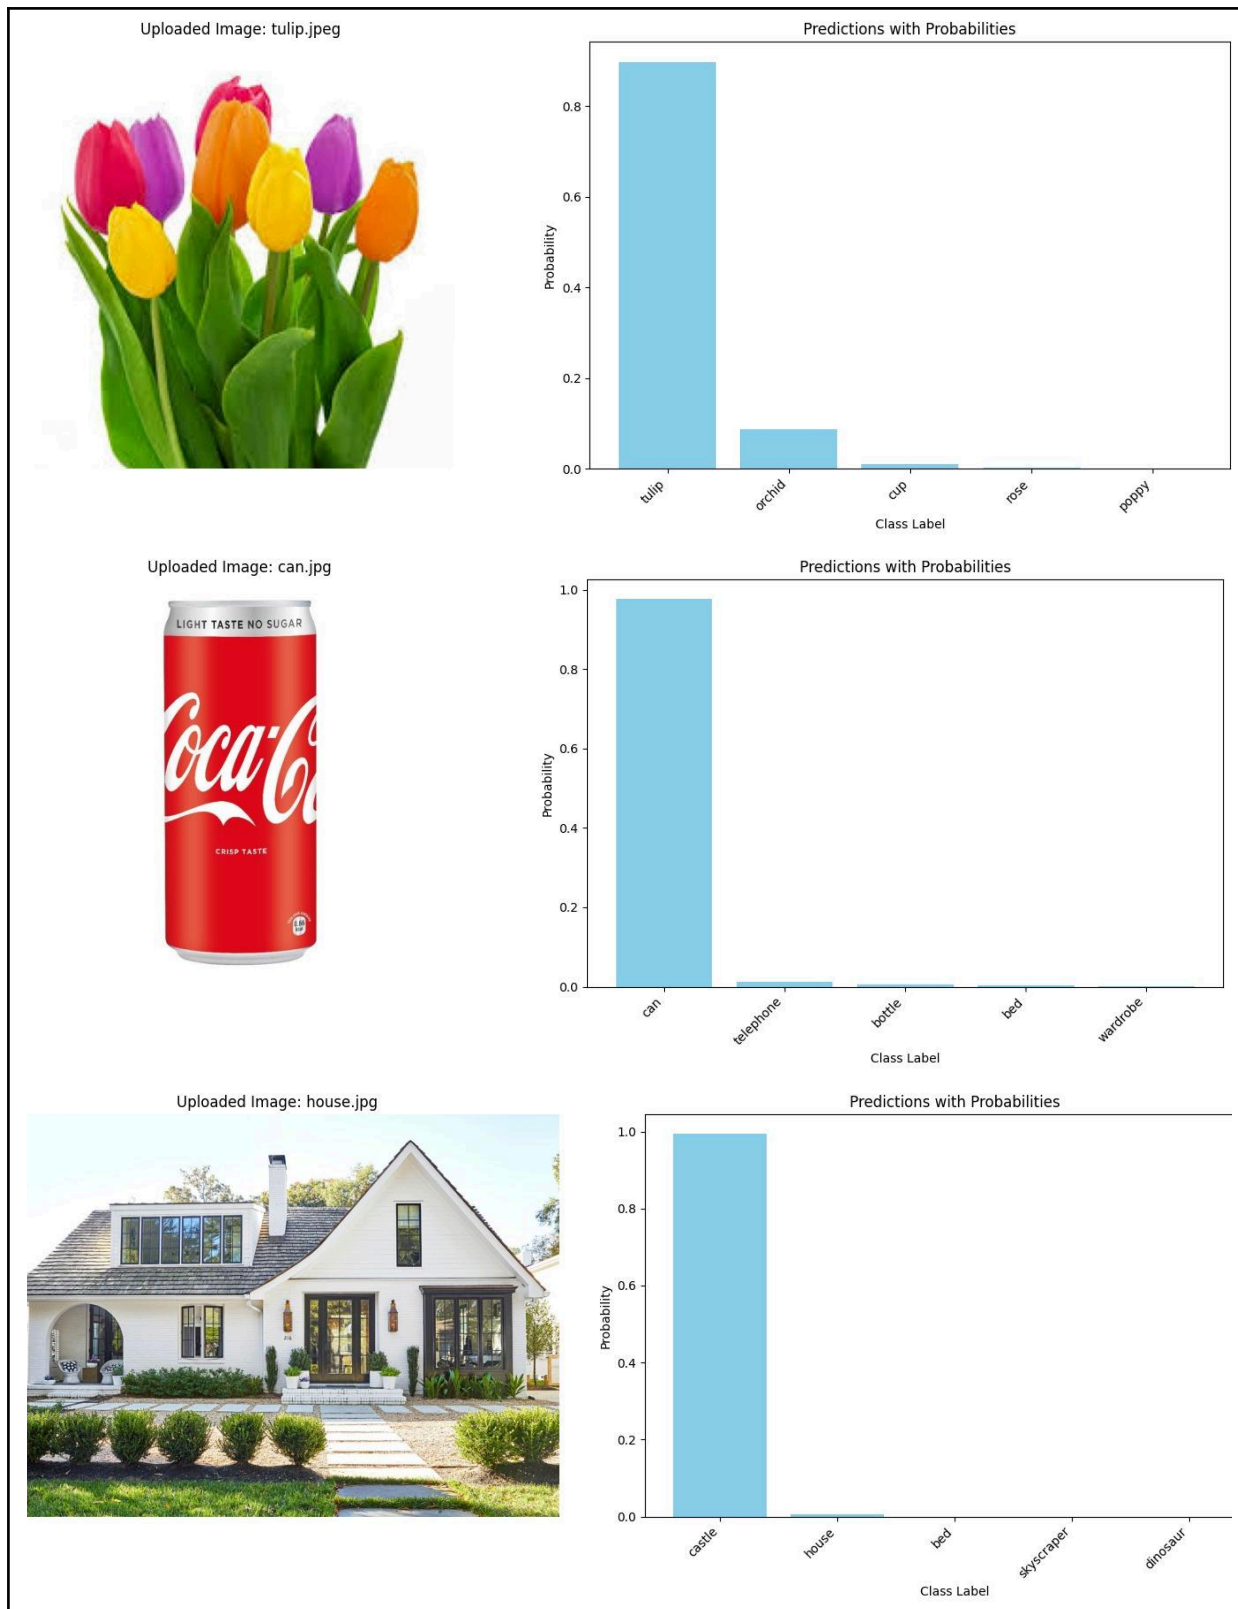 Uploaded Image: tulip.jpeg
Predictions with Probabilities
0.8
0.6
0.4
0.2
0.0
Probability
tulip
orchid
cup
rose
poppy
Class Label
Uploaded Image: can.jpg
LIGHT TASTE NO SUGAR
Coca-Co
CRISP TASTE
Predictions with Probabilities
1.0
0.8
0.6
0.4
0.2
0.0
Probability
can
telephone
bottle
bed
wardrobe
Class Label
Uploaded Image: house.jpg
Predictions with Probabilities
1.0
0.8
0.6
0.4
0.2
0.0
Probability
castle
house
bed
skyscraper
dinosaur
Class Label